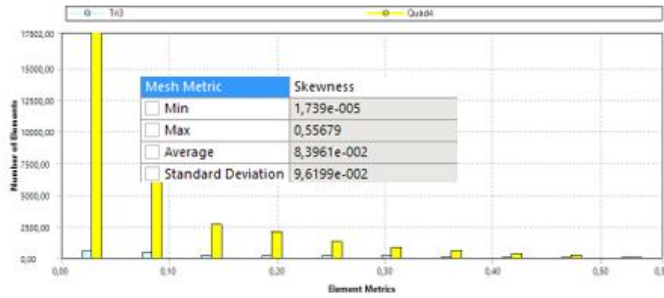 Tri3 Quad4
17802,00
15000,00
12500,00
10000,00
7500,00
5000,00
2500,00
0,00
Number of Elements
Mesh Metric Skewness
Min 1,739e-005
Max 0,55679
Average 8,3961e-002
Standard Deviation 9,6199e-002
0,00 0,10 0,20 0,30 0,40 0,50
Element Metrics